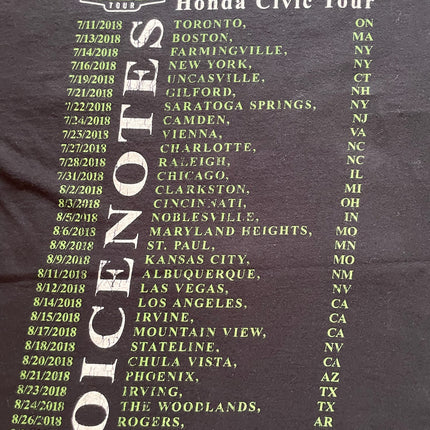 TOUR
Honda Civic Tour
7/11/2018 TORONTO, ON
7/13/2018 BOSTON, MA
7/14/2018 FARMINGVILLE, NY
7/16/2018 NEW YORK, NY
7/19/2018 UNCASVILLE, CT
7/21/2018 GILFORD, NH
7/22/2018 SARATOGA SPRINGS, NY
7/24/2018 CAMDEN, NJ
7/25/2018 VIENNA, VA
7/27/2018 CHARLOTTE, NC
7/28/2018 RALEIGH, NC
7/31/2018 CHICAGO, IL
8/2/2018 CLARKSTON, MI
8/3/2018 CINCINNATI, OH
8/5/2018 NOBLESVILLE, IN
8/6/2018 MARYLAND HEIGHTS, MO
8/8/2018 ST. PAUL, MN
8/9/2018 KANSAS CITY, MO
8/11/2018 ALBUQUERQUE, NM
8/12/2018 LAS VEGAS, NV
8/14/2018 LOS ANGELES, CA
8/15/2018 IRVINE, CA
8/17/2018 MOUNTAIN VIEW, CA
8/18/2018 STATELINE, NV
8/20/2018 CHULA VISTA, CA
8/21/2018 PHOENIX, AZ
8/23/2018 IRVING, TX
8/24/2018 THE WOODLANDS, TX
8/26/2018 ROGERS, AR
OICENOTES